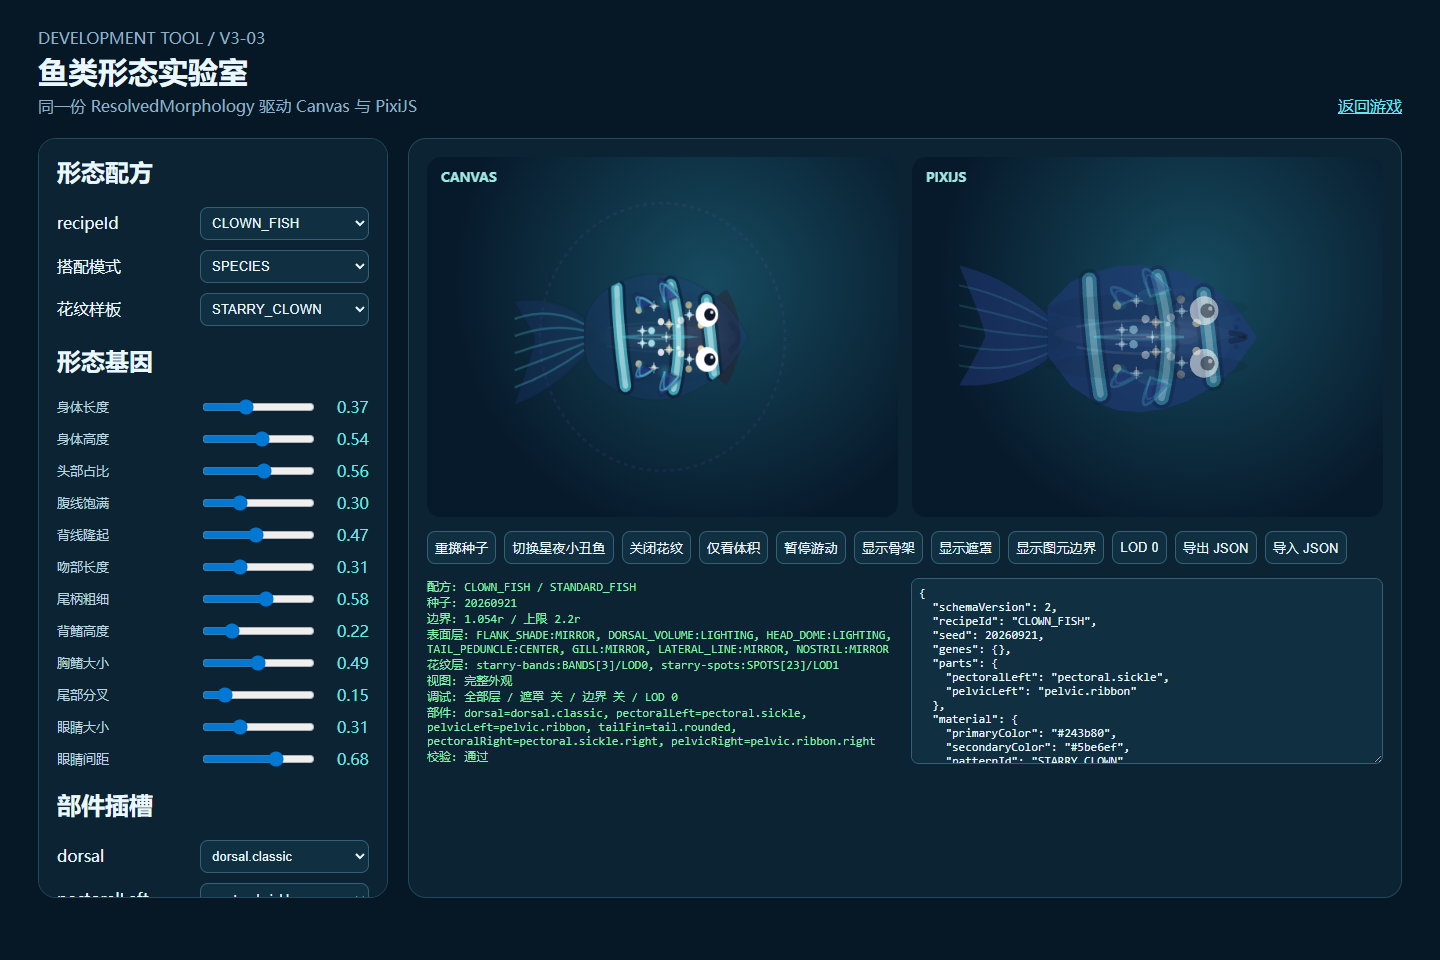 DEVELOPMENT TOOL / V3-03
鱼类形态实验室
同一份 ResolvedMorphology 驱动 Canvas 与 PixiJS
返回游戏
形态配方
recipeId
CLOWN_FISH
搭配模式
SPECIES
花纹样板
STARRY_CLOWN
形态基因
身体长度
0.37
身体高度
0.54
头部占比
0.56
腹线饱满
0.30
背线隆起
0.47
吻部长度
0.31
尾柄粗细
0.58
背鳍高度
0.22
胸鳍大小
0.49
尾部分叉
0.15
眼睛大小
0.31
眼睛间距
0.68
部件插槽
dorsal
dorsal.classic
CANVAS
PIXIJS
重掷种子
切换星夜小丑鱼
关闭花纹
仅看体积
暂停游动
显示骨架
显示遮罩
显示图元边界
LOD 0
导出 JSON
导入 JSON
配方: CLOWN_FISH / STANDARD_FISH
种子: 20260921
边界: 1.054r / 上限 2.2r
表面层: FLANK_SHADE:MIRROR, DORSAL_VOLUME:LIGHTING, HEAD_DOME:LIGHTING,
TAIL_PEDUNCLE:CENTER, GILL:MIRROR, LATERAL_LINE:MIRROR, NOSTRIL:MIRROR
花纹层: starry-bands:BANDS[3]/LOD0, starry-spots:SPOTS[23]/LOD1
视图: 完整外观
调试: 全部层 / 遮罩 关 / 边界 关 / LOD 0
部件: dorsal=dorsal.classic, pectoralLeft=pectoral.sickle,
pelvicLeft=pelvic.ribbon, tailFin=tail.rounded,
pectoralRight=pectoral.sickle.right, pelvicRight=pelvic.ribbon.right
校验: 通过
{
"schemaVersion": 2,
"recipeId": "CLOWN_FISH",
"seed": 20260921,
"genes": {},
"parts": {
"pectoralLeft": "pectoral.sickle",
"pelvicLeft": "pelvic.ribbon"
},
"material": {
"primaryColor": "#243b80",
"secondaryColor": "#5be6ef",
"patternId": "STARRY_CLOWN"